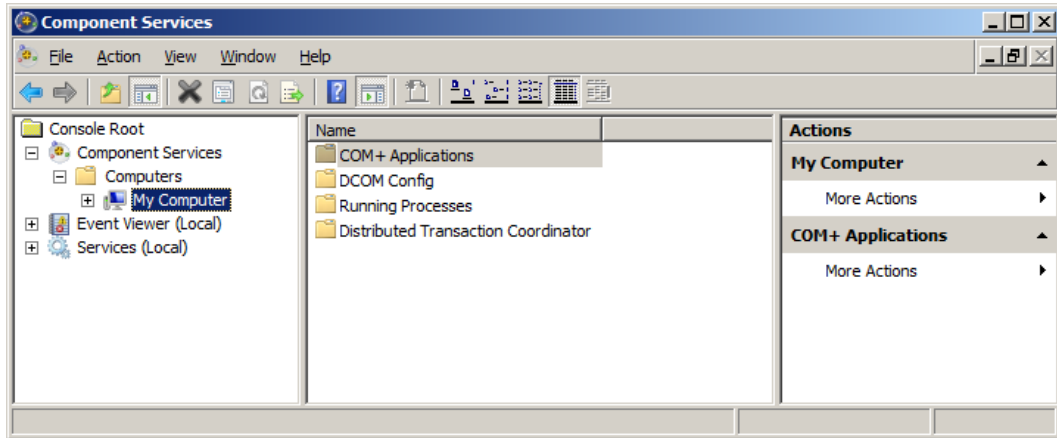 Component Services
File Action View Window Help
Console Root
Component Services
Computers
My Computer
Event Viewer (Local)
Services (Local)
Name
COM+ Applications
DCOM Config
Running Processes
Distributed Transaction Coordinator
Actions
My Computer
More Actions
COM+ Applications
More Actions